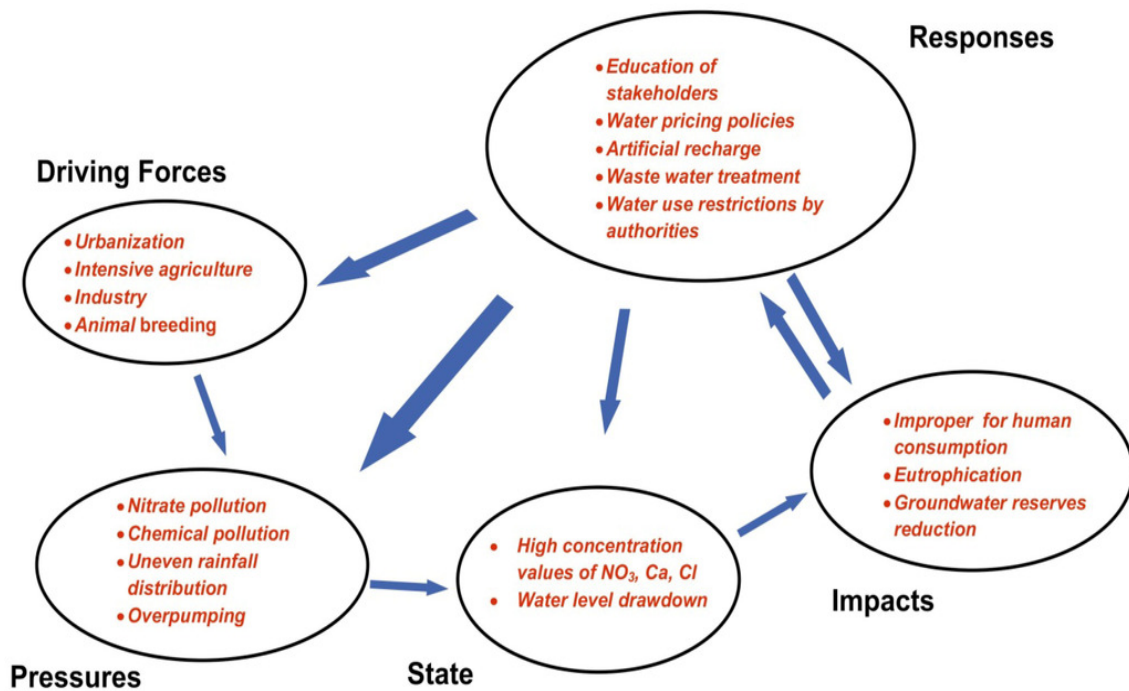 Responses
• Education of
stakeholders
• Water pricing policies
• Artificial recharge
• Waste water treatment
• Water use restrictions by
authorities
Driving Forces
• Urbanization
• Intensive agriculture
• Industry
• Animal breeding
• Nitrate pollution
• Chemical pollution
• Uneven rainfall
distribution
• Overpumping
Pressures
• High concentration
values of NO₃, Ca, Cl
• Water level drawdown
State
• Improper for human
consumption
• Eutrophication
• Groundwater reserves
reduction
Impacts